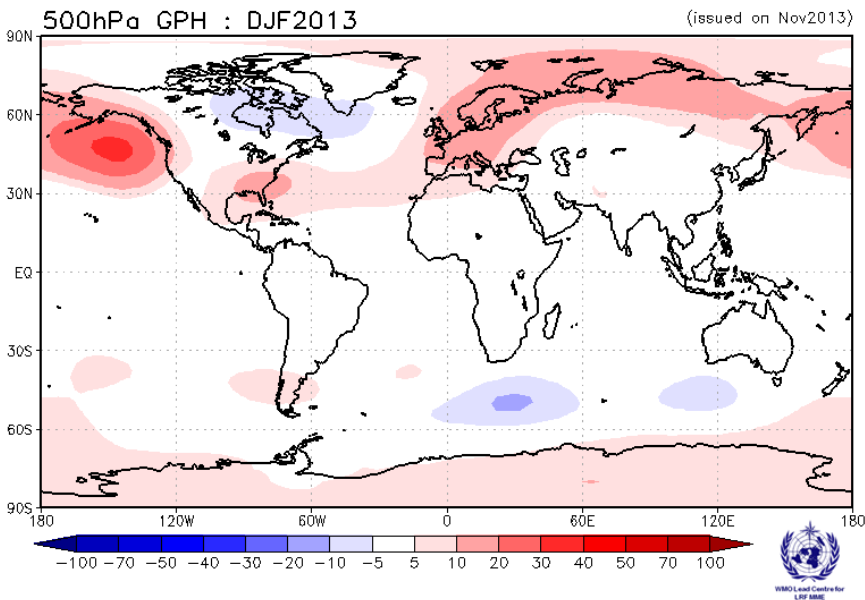 500hPa GPH : DJF2013
(issued on Nov2013)
90N
60N
30N
EQ
30S
60S
90S
180 120W 60W 0 60E 120E 180
-100 -70 -50 -40 -30 -20 -10 -5 5 10 20 30 40 50 70 100
WMO Lead Centre for
LRF MME